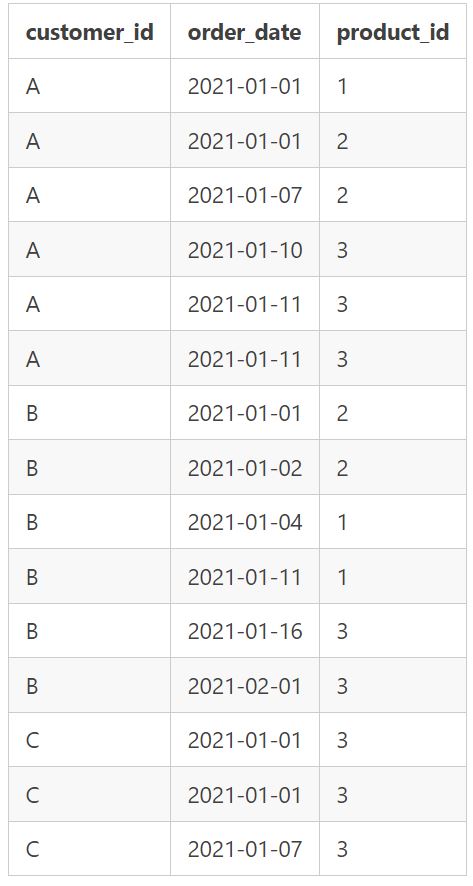 customer_id order_date product_id
A 2021-01-01 1
A 2021-01-01 2
A 2021-01-07 2
A 2021-01-10 3
A 2021-01-11 3
A 2021-01-11 3
B 2021-01-01 2
B 2021-01-02 2
B 2021-01-04 1
B 2021-01-11 1
B 2021-01-16 3
B 2021-02-01 3
C 2021-01-01 3
C 2021-01-01 3
C 2021-01-07 3